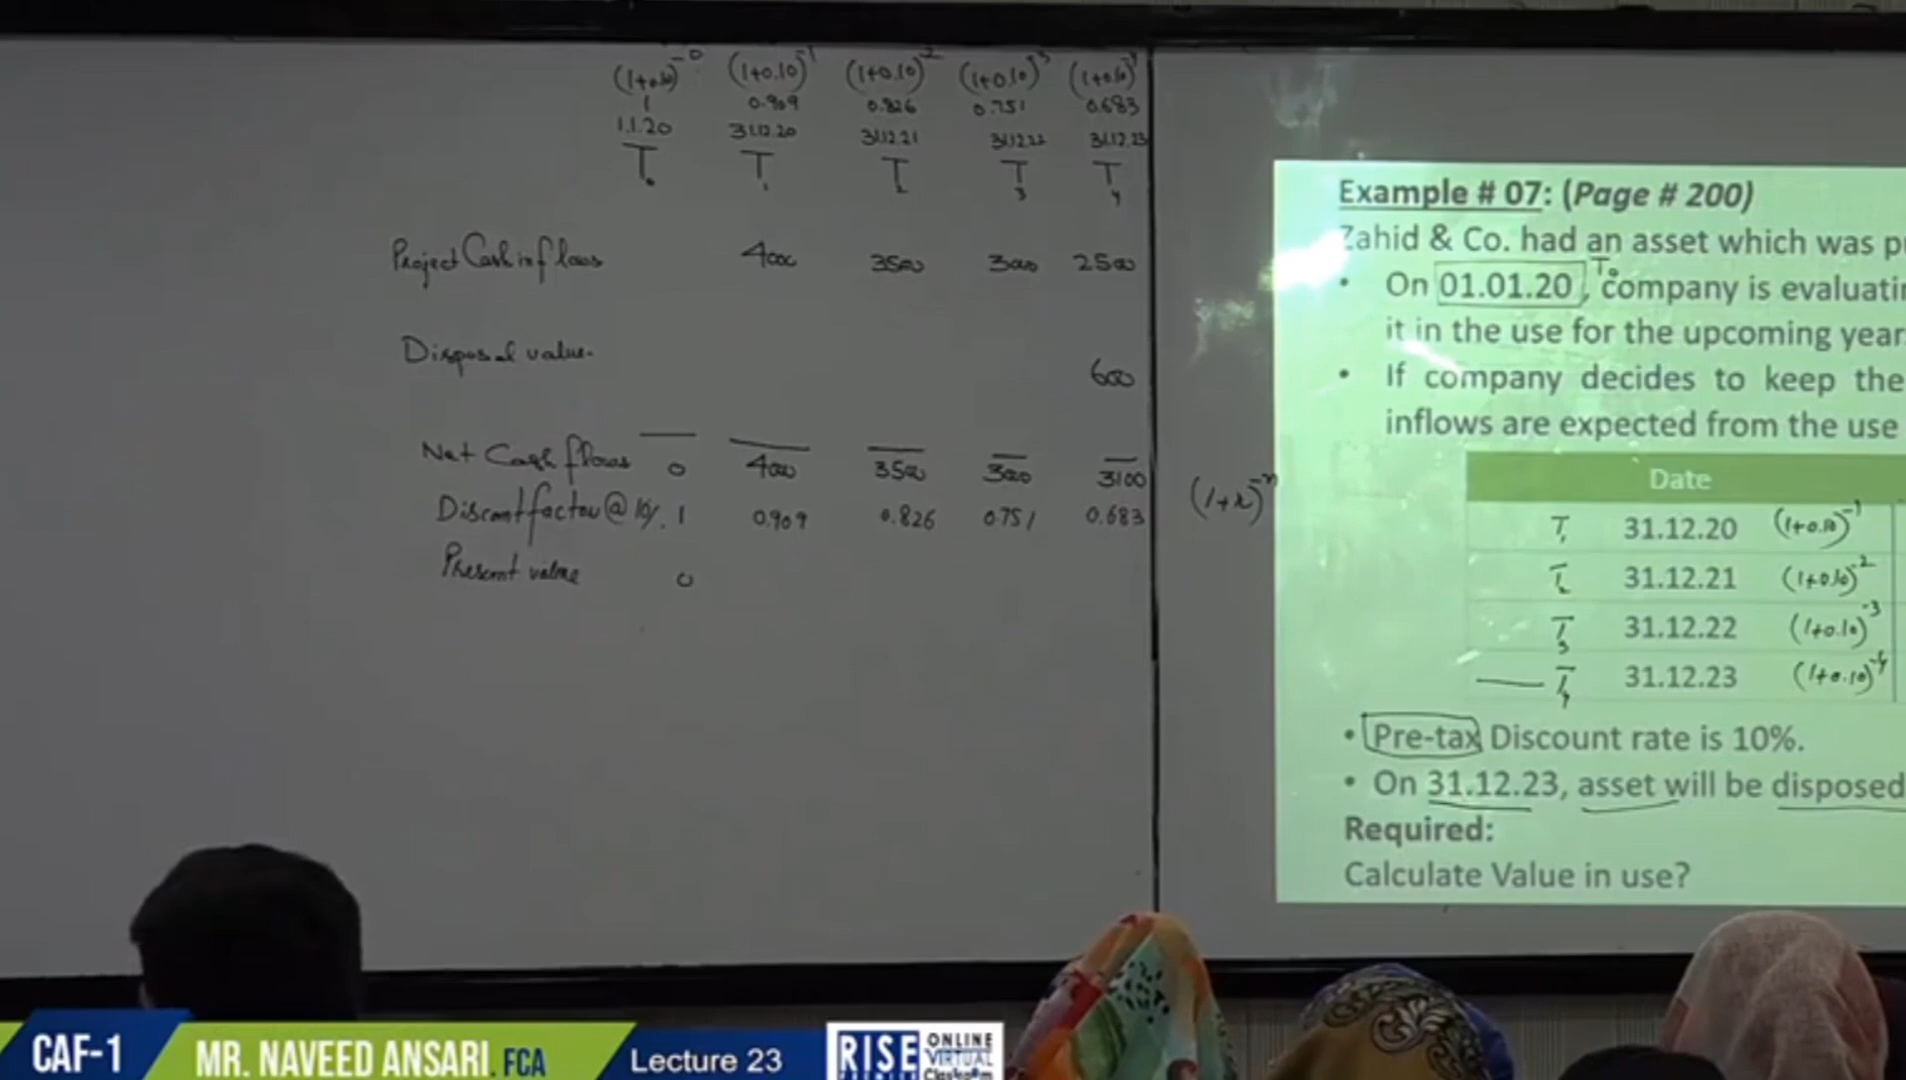 (1+0.10)⁻⁰ (1+0.10)⁻¹ (1+0.10)⁻² (1+0.10)⁻³ (1+0.10)⁻⁴
1 0.909 0.826 0.751 0.683
1.1.20 31.12.20 31.12.21 31.12.22 31.12.23
T₀ T₁ T₂ T₃ T₄
Project Cash inflows 4000 3500 3000 2500
Disposal value 600
Net Cash flows 0 4000 3500 3000 3100
Discount factor @ 10%. 1 0.909 0.826 0.751 0.683
(1+r)⁻ⁿ
Present value 0
Example # 07: (Page # 200)
Zahid & Co. had an asset which was p
• On 01.01.20, company is evaluati
T₀
it in the use for the upcoming year
• If company decides to keep the
inflows are expected from the use
Date
T₁ 31.12.20 (1+0.10)⁻¹
T₂ 31.12.21 (1+0.10)⁻²
T₃ 31.12.22 (1+0.10)⁻³
T₄ 31.12.23 (1+0.10)⁻⁴
• Pre-tax Discount rate is 10%.
• On 31.12.23, asset will be disposed
Required:
Calculate Value in use?
CAF-1
MR. NAVEED ANSARI. FCA
Lecture 23
RISE
PREMIER
ONLINE
VIRTUAL
Classroom